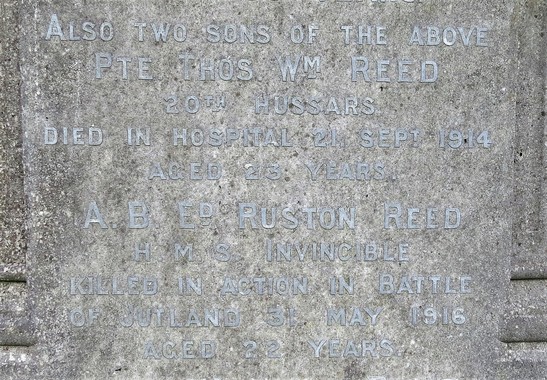 ALSO TWO SONS OF THE ABOVE
PTE THOS WM REED
20TH HUSSARS
DIED IN HOSPITAL 21 SEPT 1914
AGED 23 YEARS.
A. B. ED RUSTON REED
H. M. S. INVINCIBLE
KILLED IN ACTION IN BATTLE
OF JUTLAND 31 MAY 1916
AGED 22 YEARS.